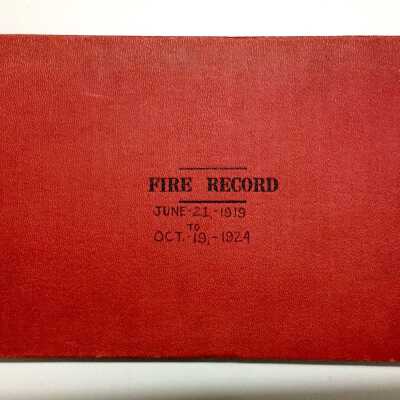 FIRE RECORD
JUNE-21,-1919
TO
OCT.-19,-1924